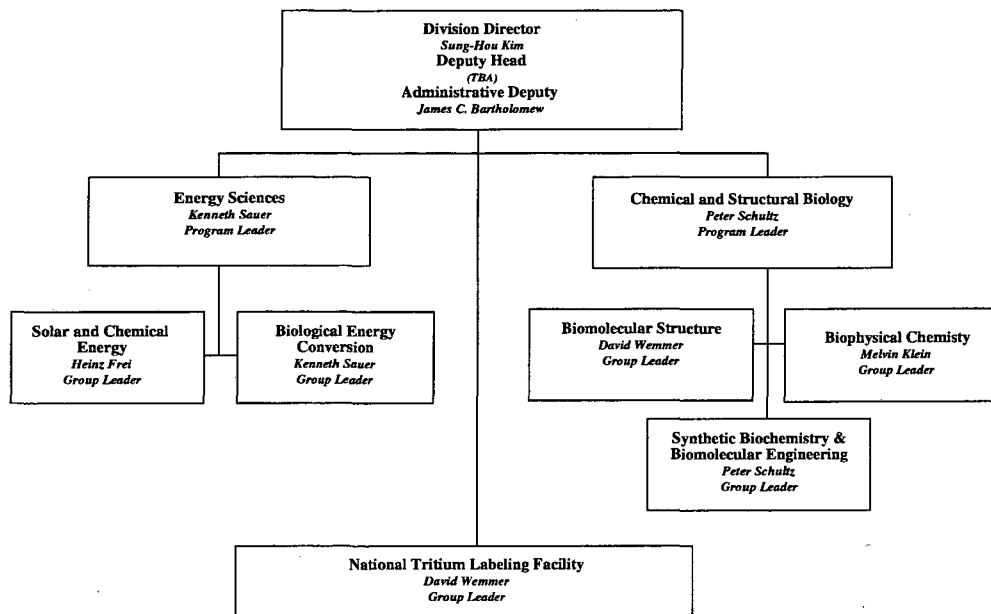 Division Director
Sung-Hou Kim
Deputy Head
(TBA)
Administrative Deputy
James C. Bartholomew
Energy Sciences
Kenneth Sauer
Program Leader
Chemical and Structural Biology
Peter Schultz
Program Leader
Solar and Chemical
Energy
Heinz Frei
Group Leader
Biological Energy
Conversion
Kenneth Sauer
Group Leader
Biomolecular Structure
David Wemmer
Group Leader
Biophysical Chemisty
Melvin Klein
Group Leader
Synthetic Biochemistry &
Biomolecular Engineering
Peter Schultz
Group Leader
National Tritium Labeling Facility
David Wemmer
Group Leader